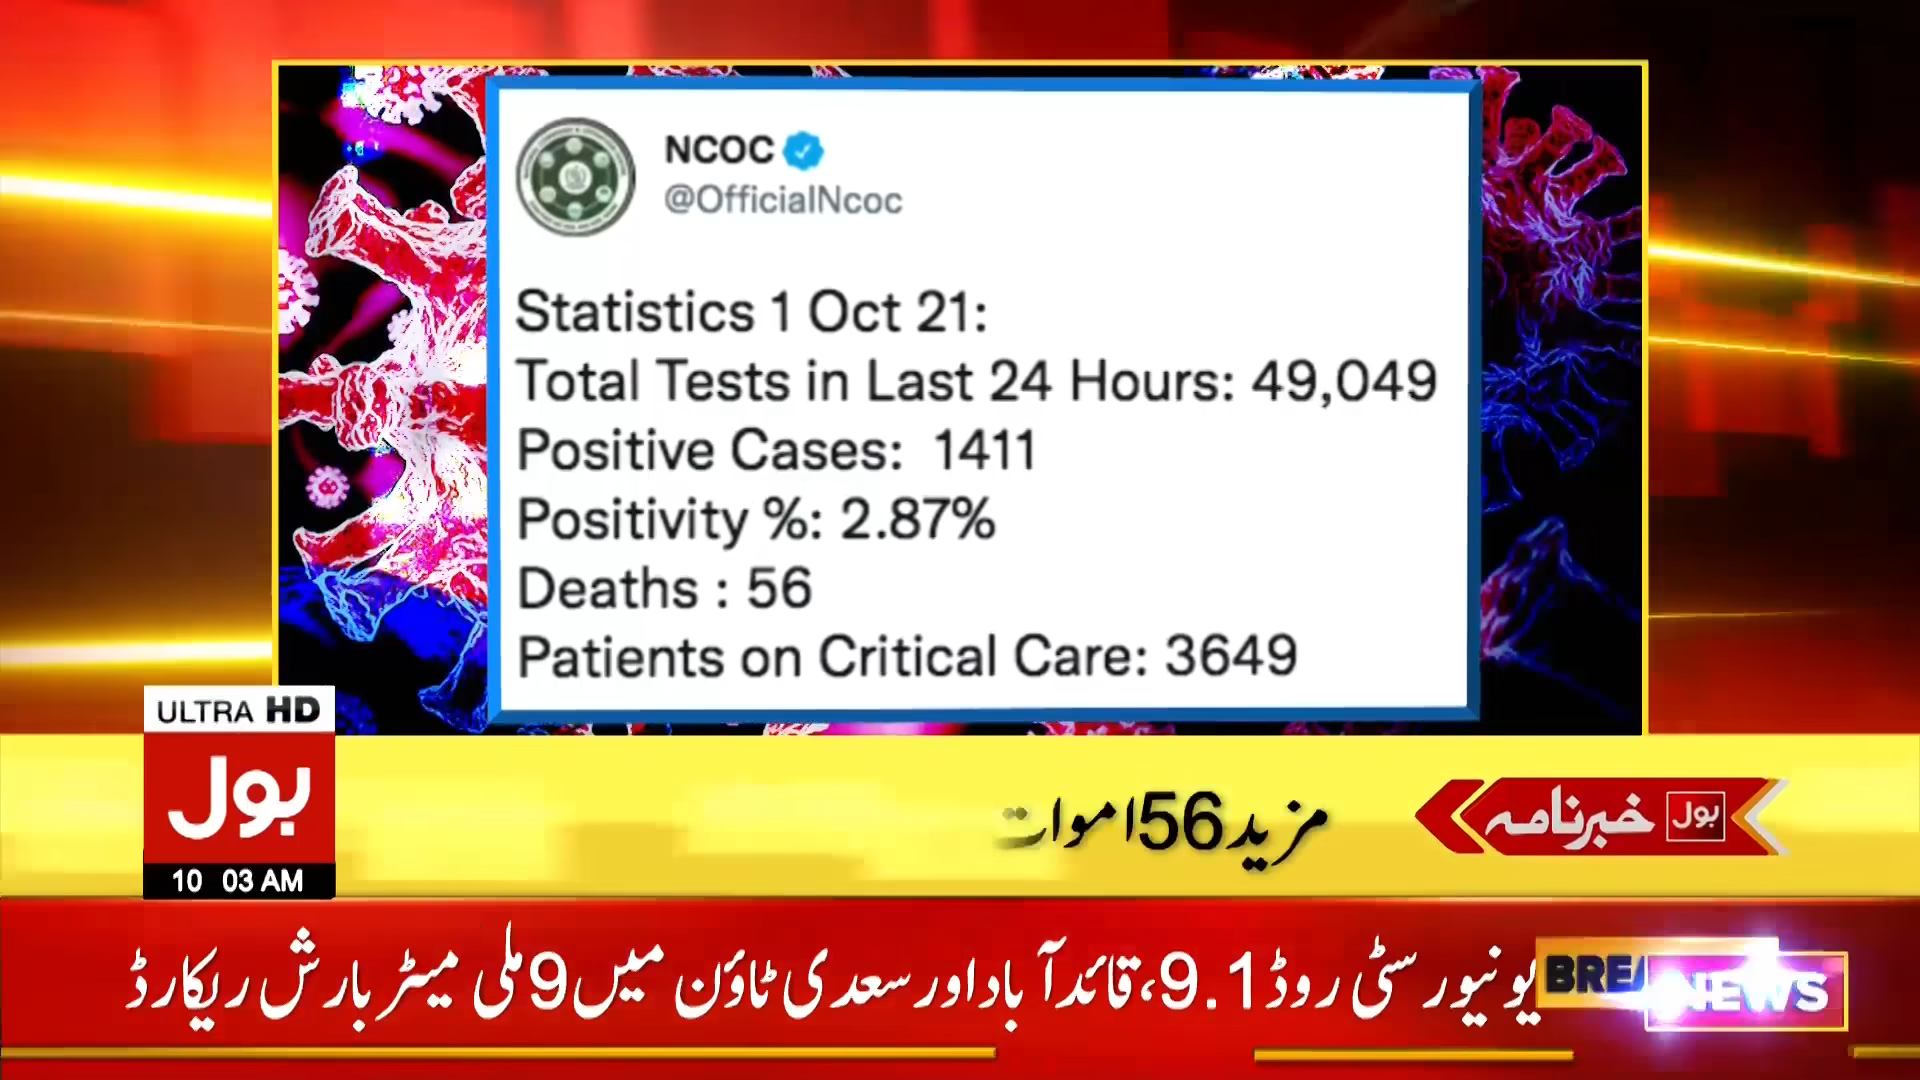 NCOC
@OfficialNcoc
Statistics 1 Oct 21:
Total Tests in Last 24 Hours: 49,049
Positive Cases: 1411
Positivity %: 2.87%
Deaths : 56
Patients on Critical Care: 3649
ULTRA HD
بول
10 03 AM
مزید 56 اموات
بول خبرنامہ
یونیورسٹی روڈ 9.1، قائد آباد اور سعدی ٹاؤن میں 9 ملی میٹر بارش ریکارڈ
NEWS